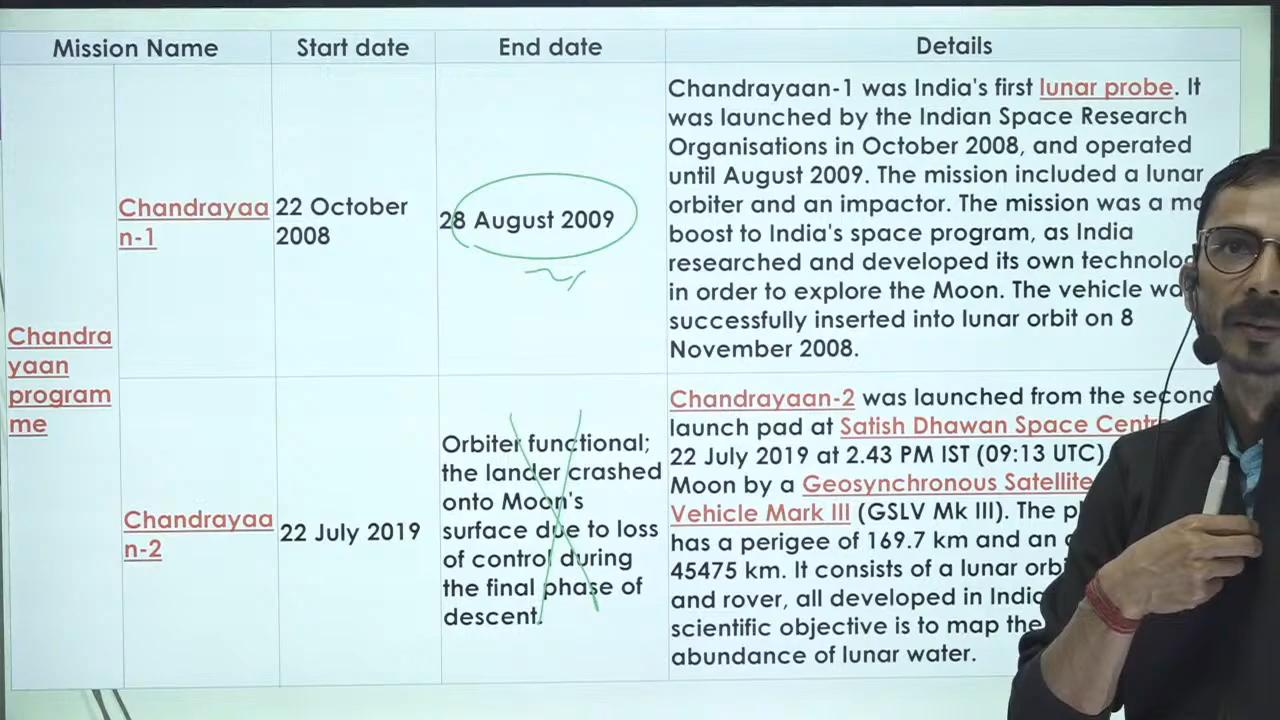 Mission Name
Start date
End date
Details
Chandra
yaan
program
me
Chandrayaa
n-1
22 October
2008
28 August 2009
Chandrayaan-1 was India's first lunar probe. It
was launched by the Indian Space Research
Organisations in October 2008, and operated
until August 2009. The mission included a lunar
orbiter and an impactor. The mission was a
boost to India's space program, as India
researched and developed its own
in order to explore the Moon. The vehicle
successfully inserted into lunar orbit on 8
November 2008.
Chandrayaa
n-2
22 July 2019
Orbiter functional;
the lander crashed
onto Moon's
surface due to loss
of control during
the final phase of
descent.
Chandrayaan-2 was launched from the
launch pad at Satish Dhawan Space
22 July 2019 at 2.43 PM IST (09:13 UTC)
Moon by a Geosynchronous Satellite
Vehicle Mark III (GSLV Mk III). The
has a perigee of 169.7 km and an
45475 km. It consists of a lunar
and rover, all developed in
scientific objective is to map the
abundance of lunar water.